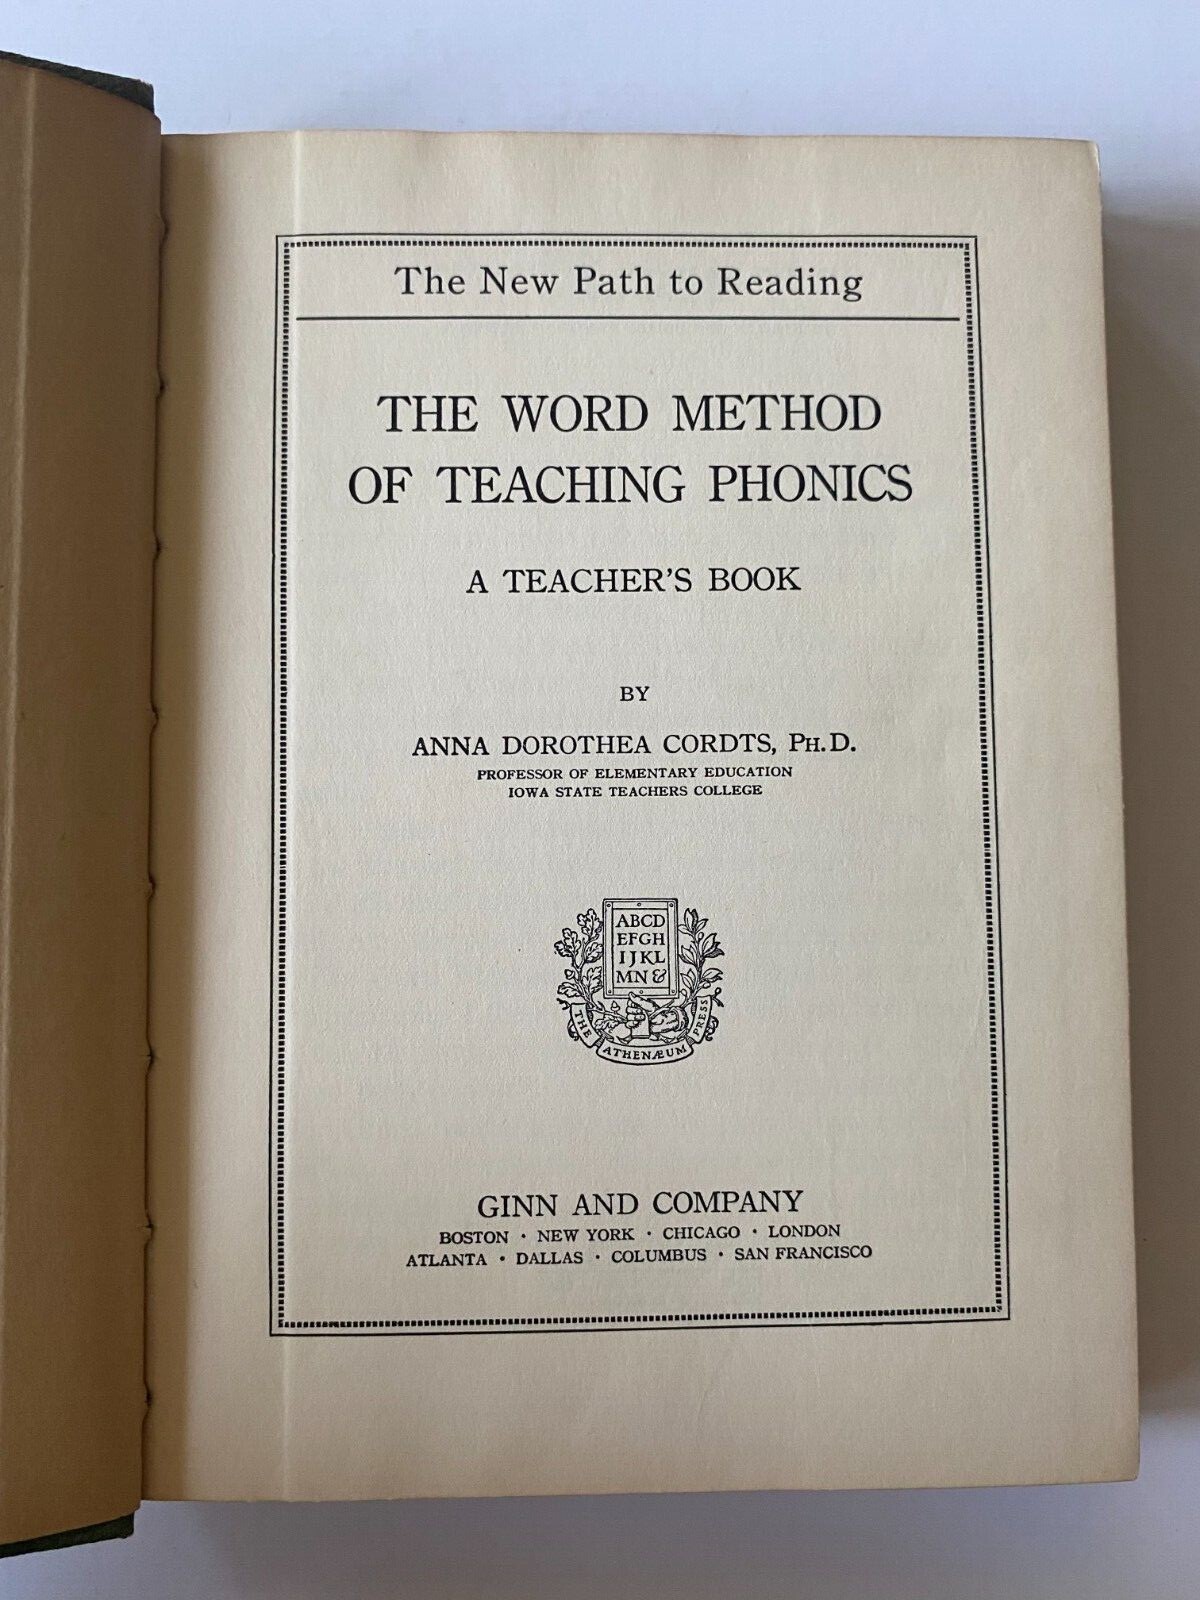 The New Path to Reading
THE WORD METHOD
OF TEACHING PHONICS
A TEACHER'S BOOK
BY
ANNA DOROTHEA CORDTS, PH.D.
PROFESSOR OF ELEMENTARY EDUCATION
IOWA STATE TEACHERS COLLEGE
ABCD
EFGH
IJKL
MN &
THE ATHENÆUM PRESS
GINN AND COMPANY
BOSTON · NEW YORK · CHICAGO · LONDON
ATLANTA · DALLAS · COLUMBUS · SAN FRANCISCO